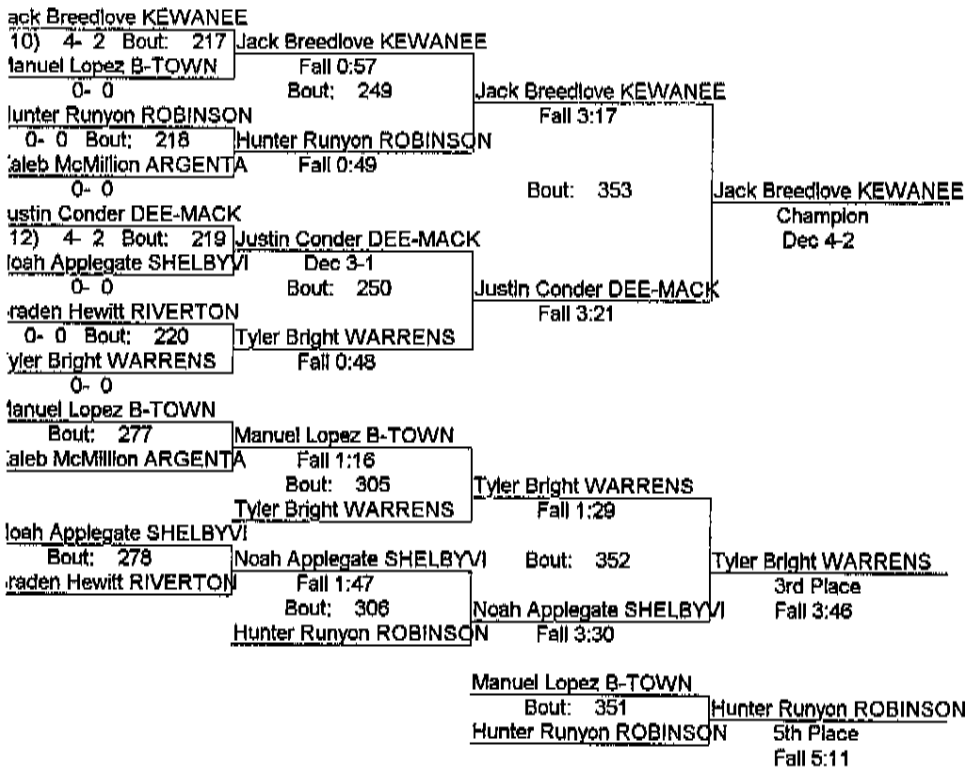 ack Breedlove KEWANEE
10) 4- 2 Bout: 217 Jack Breedlove KEWANEE
lanuel Lopez B-TOWN Fall 0:57
0- 0 Bout: 249 Jack Breedlove KEWANEE
lunter Runyon ROBINSON Fall 3:17
0- 0 Bout: 218 Hunter Runyon ROBINSON
aleb McMillion ARGENTA Fall 0:49
0- 0 Bout: 353 Jack Breedlove KEWANEE
ustin Conder DEE-MACK Champion
12) 4- 2 Bout: 219 Justin Conder DEE-MACK Dec 4-2
loah Applegate SHELBYVI Dec 3-1
0- 0 Bout: 250 Justin Conder DEE-MACK
raden Hewitt RIVERTON Fall 3:21
0- 0 Bout: 220 Tyler Bright WARRENS
yler Bright WARRENS Fall 0:48
0- 0
lanuel Lopez B-TOWN
Bout: 277 Manuel Lopez B-TOWN
aleb McMillion ARGENTA Fall 1:16
Bout: 305 Tyler Bright WARRENS
Tyler Bright WARRENS Fall 1:29
loah Applegate SHELBYVI
Bout: 278 Noah Applegate SHELBYVI Bout: 352 Tyler Bright WARRENS
raden Hewitt RIVERTON Fall 1:47 3rd Place
Bout: 306 Noah Applegate SHELBYVI Fall 3:46
Hunter Runyon ROBINSON Fall 3:30
Manuel Lopez B-TOWN
Bout: 351 Hunter Runyon ROBINSON
Hunter Runyon ROBINSON 5th Place
Fall 5:11